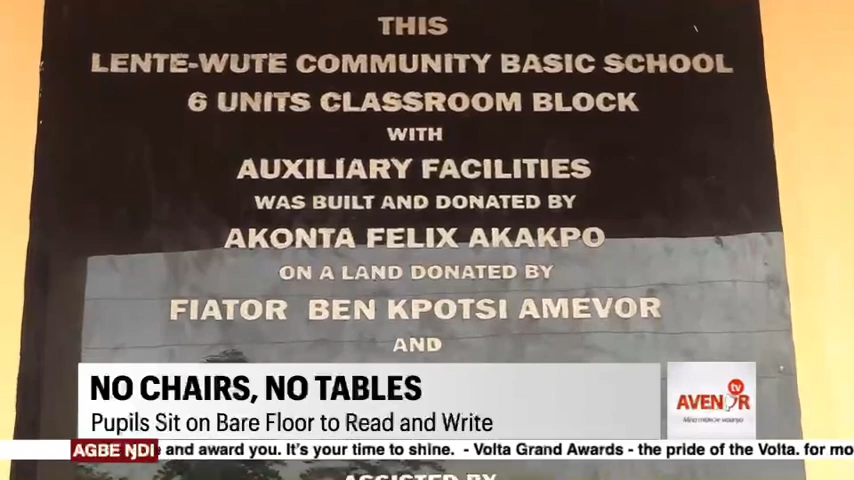 THIS
LENTE-WUTE COMMUNITY BASIC SCHOOL
6 UNITS CLASSROOM BLOCK
WITH
AUXILIARY FACILITIES
WAS BUILT AND DONATED BY
AKONTA FELIX AKAKPO
ON A LAND DONATED BY
FIATOR BEN KPOTSI AMEVOR
AND
NO CHAIRS, NO TABLES
Pupils Sit on Bare Floor to Read and Write
tv
AVENOR
AGBE ŊDI and award you. It's your time to shine. - Volta Grand Awards - the pride of the Volta. for mo
ASSISTED BY